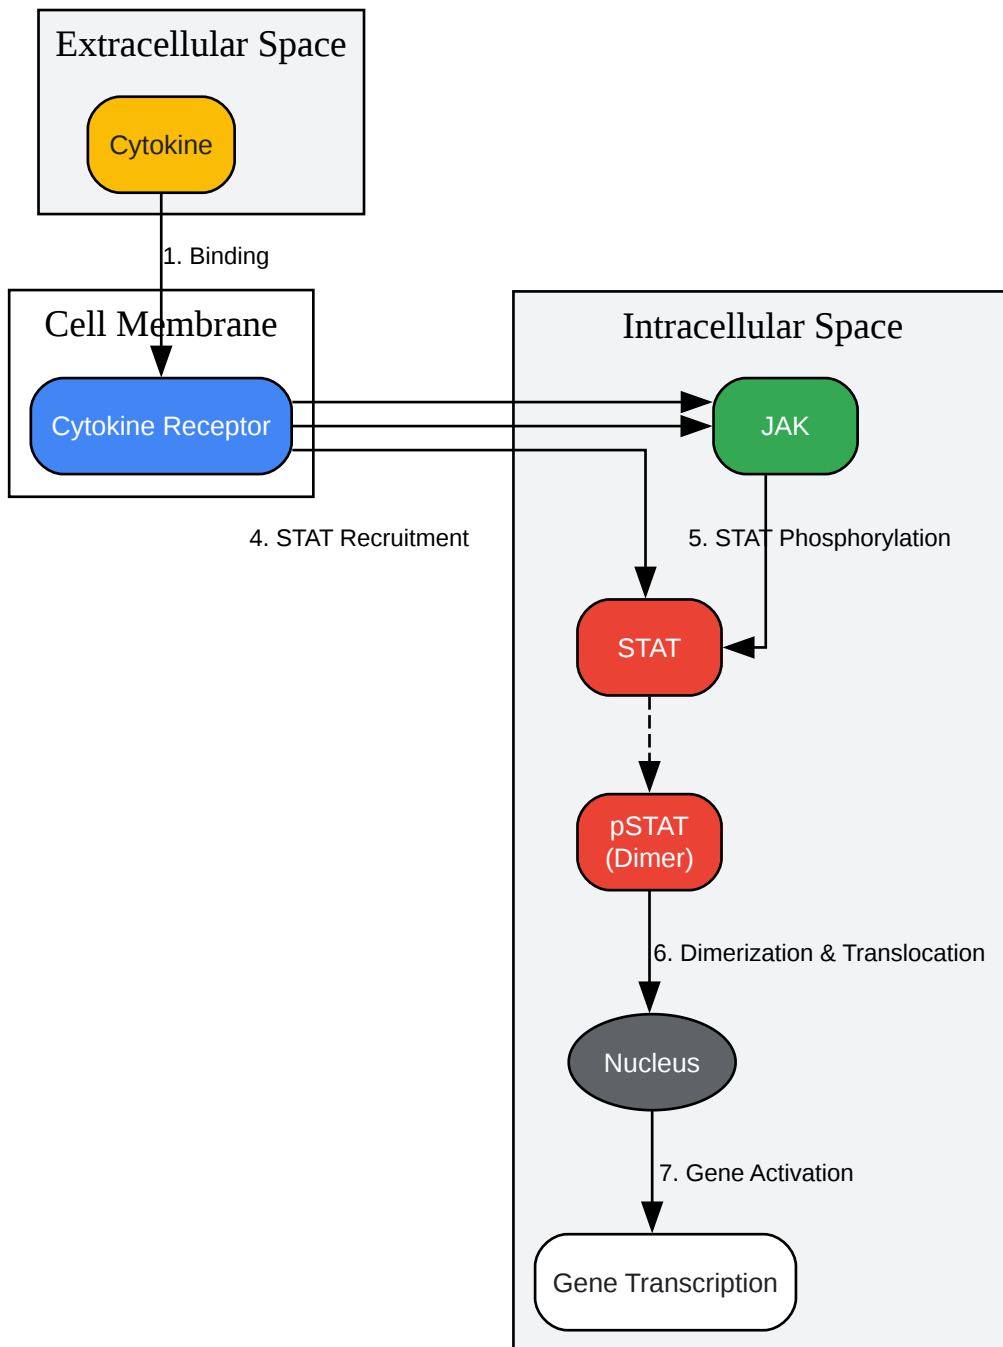 Extracellular Space
Cytokine
1. Binding
Cell Membrane
Cytokine Receptor
Intracellular Space
JAK
4. STAT Recruitment
5. STAT Phosphorylation
STAT
pSTAT
(Dimer)
6. Dimerization & Translocation
Nucleus
7. Gene Activation
Gene Transcription